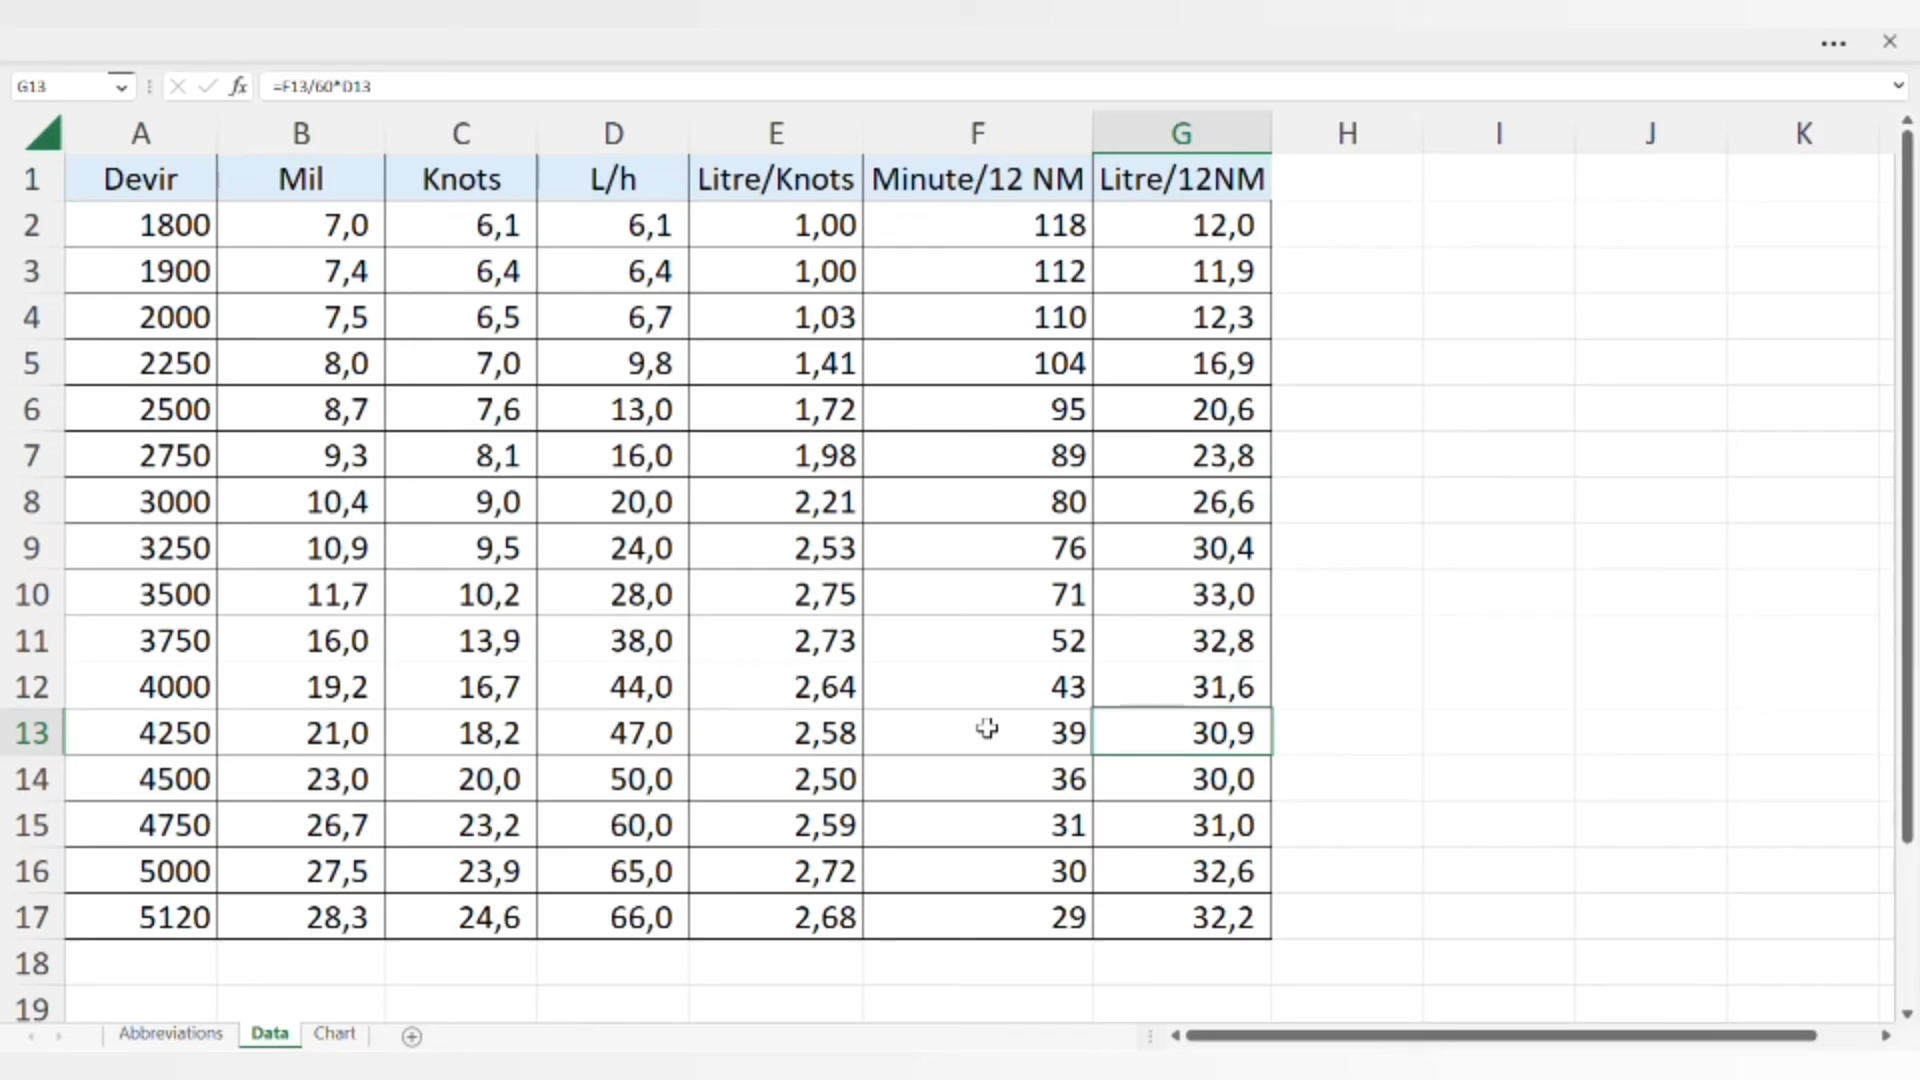 G13 fx =F13/60*D13
A B C D E F G H I J K
1 Devir Mil Knots L/h Litre/Knots Minute/12 NM Litre/12NM
2 1800 7,0 6,1 6,1 1,00 118 12,0
3 1900 7,4 6,4 6,4 1,00 112 11,9
4 2000 7,5 6,5 6,7 1,03 110 12,3
5 2250 8,0 7,0 9,8 1,41 104 16,9
6 2500 8,7 7,6 13,0 1,72 95 20,6
7 2750 9,3 8,1 16,0 1,98 89 23,8
8 3000 10,4 9,0 20,0 2,21 80 26,6
9 3250 10,9 9,5 24,0 2,53 76 30,4
10 3500 11,7 10,2 28,0 2,75 71 33,0
11 3750 16,0 13,9 38,0 2,73 52 32,8
12 4000 19,2 16,7 44,0 2,64 43 31,6
13 4250 21,0 18,2 47,0 2,58 39 30,9
14 4500 23,0 20,0 50,0 2,50 36 30,0
15 4750 26,7 23,2 60,0 2,59 31 31,0
16 5000 27,5 23,9 65,0 2,72 30 32,6
17 5120 28,3 24,6 66,0 2,68 29 32,2
18
19
Abbreviations Data Chart